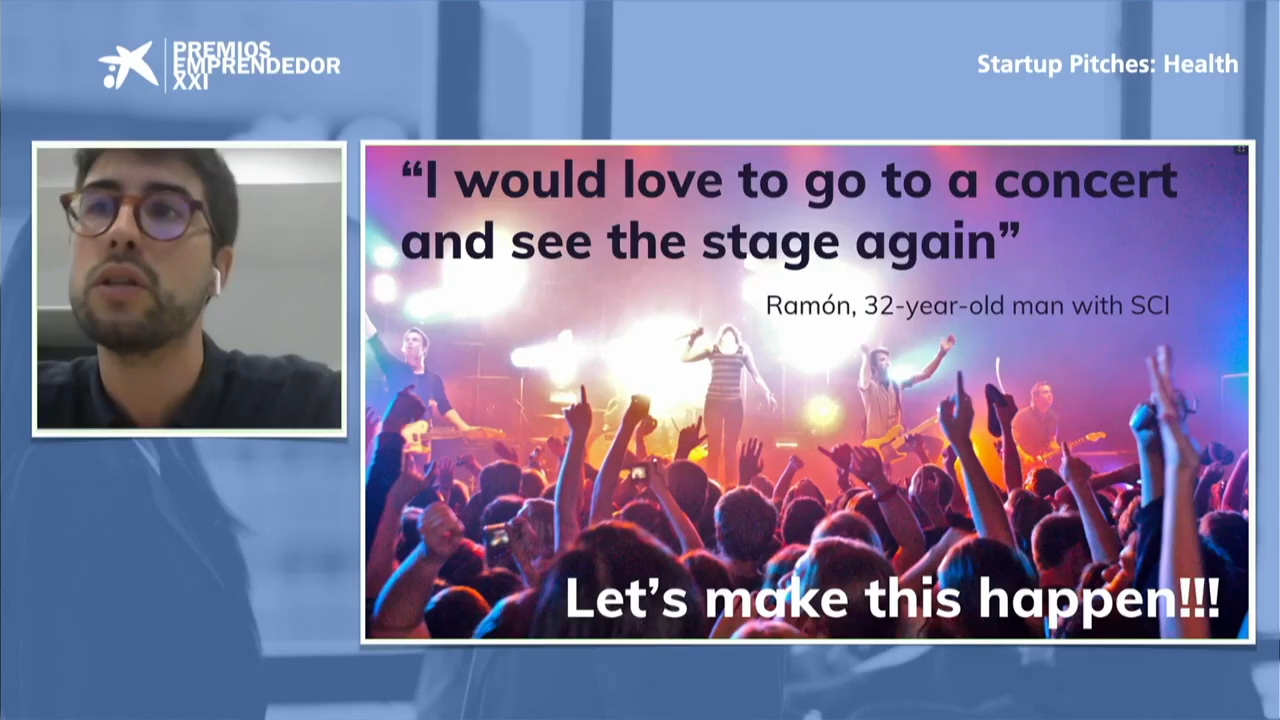 PREMIOS
EMPRENDEDOR
XXI
Startup Pitches: Health
“I would love to go to a concert
and see the stage again”
Ramón, 32-year-old man with SCI
Let’s make this happen!!!